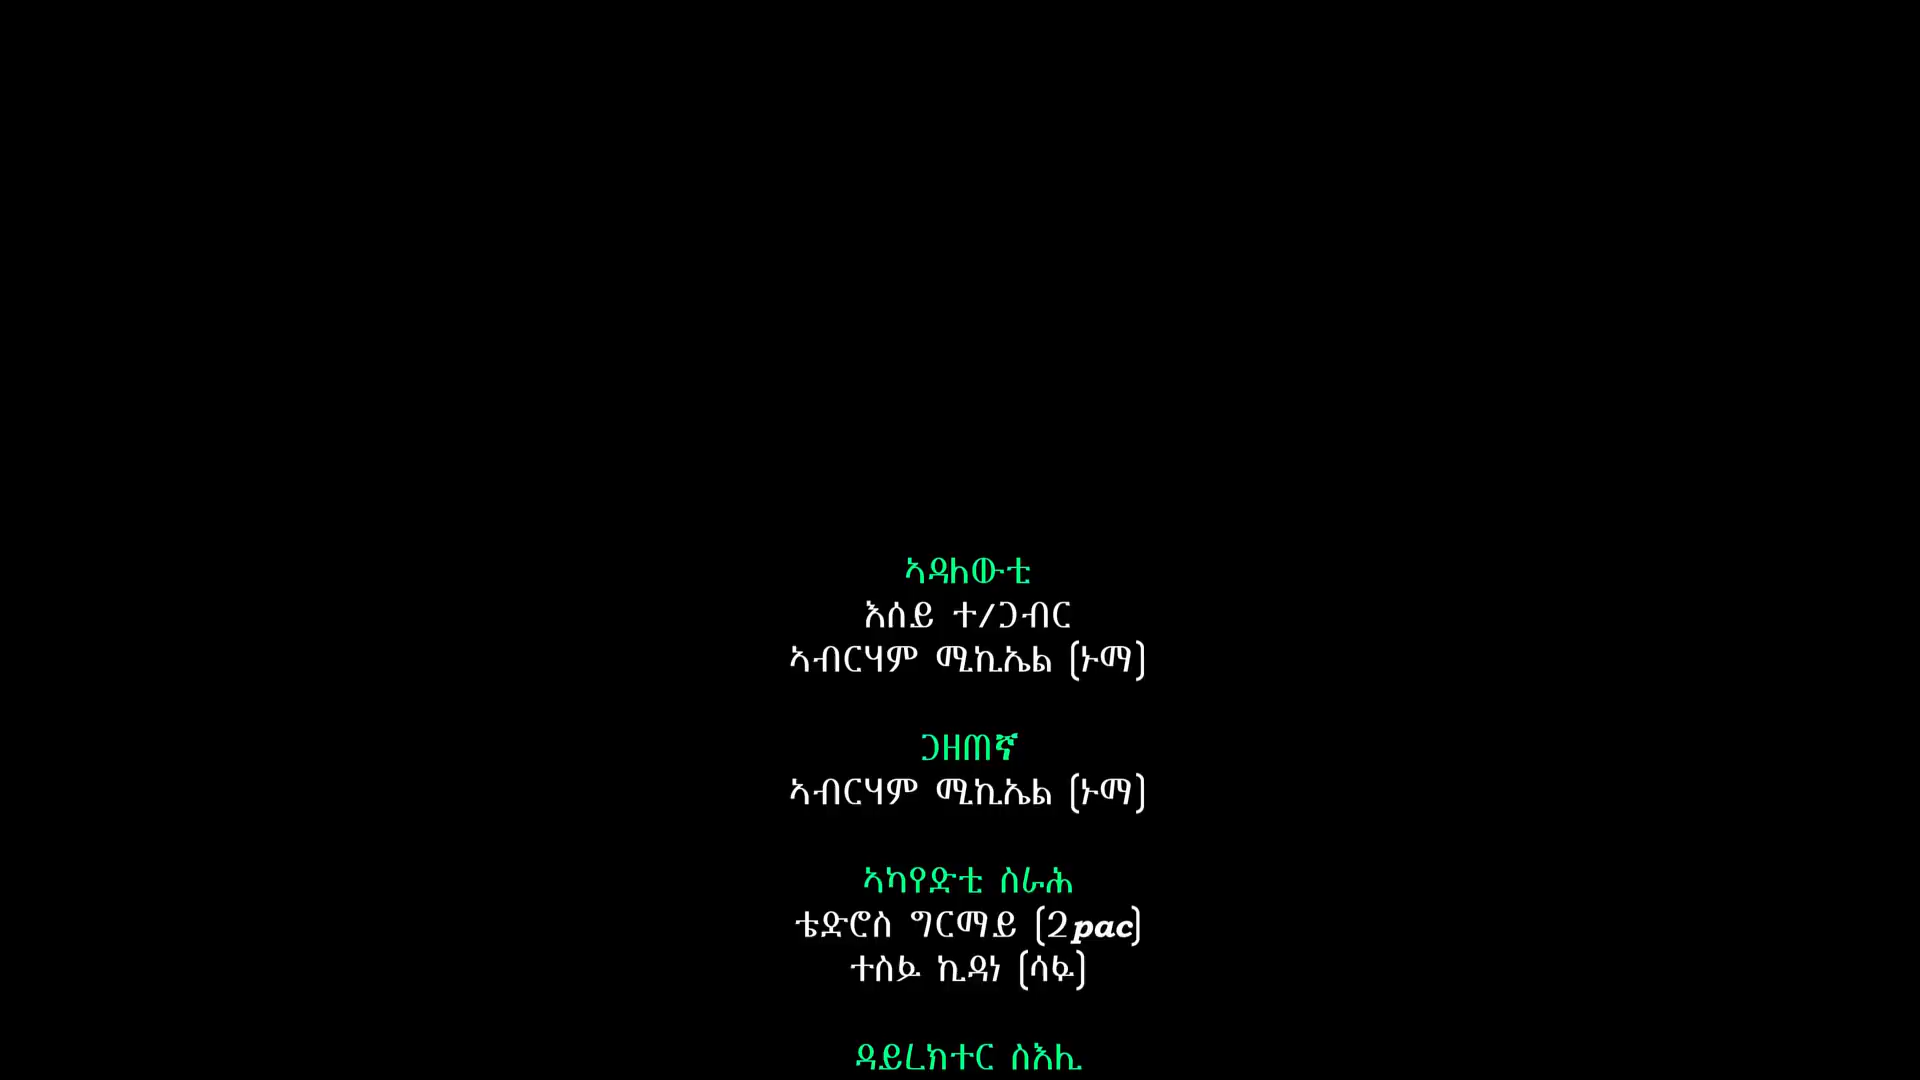 ኣዳለውቲ
እሰይ ተ/ጋብር
ኣብርሃም ሚኪኤል (ኑማ)
ጋዘጠኛ
ኣብርሃም ሚኪኤል (ኑማ)
ኣካየድቲ ስራሕ
ቴድሮስ ግርማይ (2pac)
ተስፉ ኪዳነ (ሳፉ)
ዳይረክተር ስእሊ